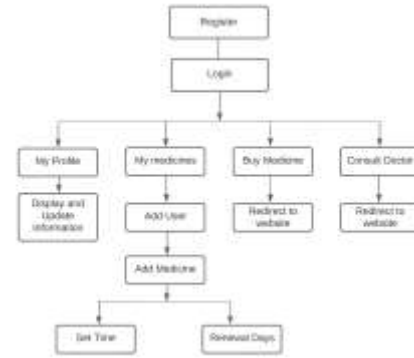 Register
Login
My Profile
My medicines
Buy Medicine
Consult Doctor
Display and
Update
information
Add User
Redirect to
website
Redirect to
website
Add Medicine
Set Time
Renewal Days